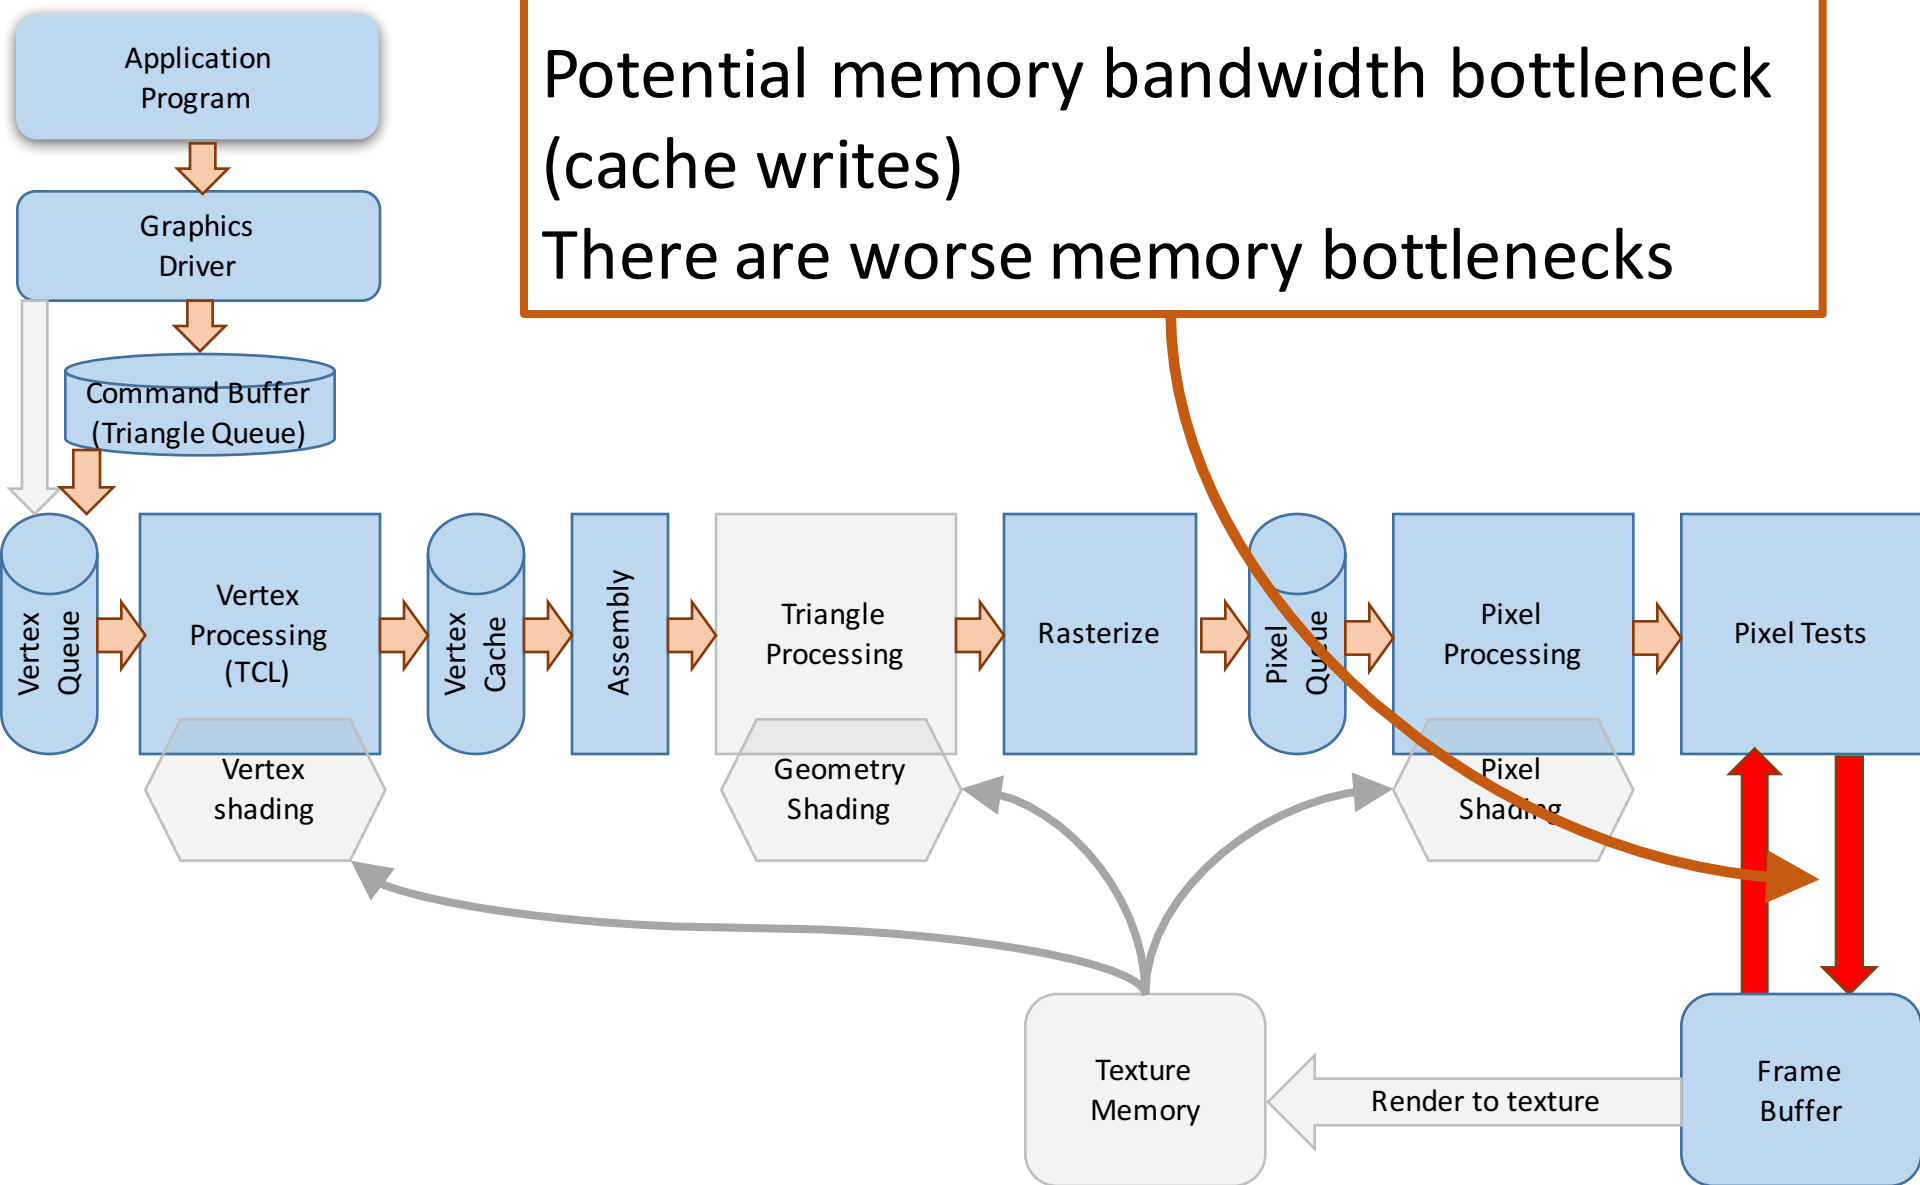 Application
Program
Potential memory bandwidth bottleneck
(cache writes)
There are worse memory bottlenecks
Graphics
Driver
Command Buffer
(Triangle Queue)
Vertex
Queue
Vertex
Processing
(TCL)
Vertex
Cache
Assembly
Triangle
Processing
Rasterize
Pixel
Queue
Pixel
Processing
Pixel Tests
Vertex
shading
Geometry
Shading
Pixel
Shading
Texture
Memory
Render to texture
Frame
Buffer